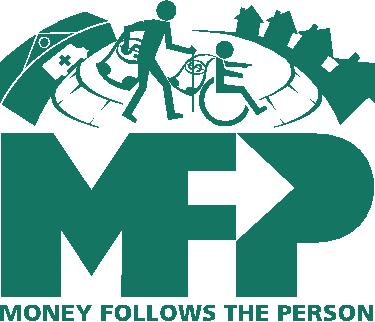 $ $
MFP
MONEY FOLLOWS THE PERSON